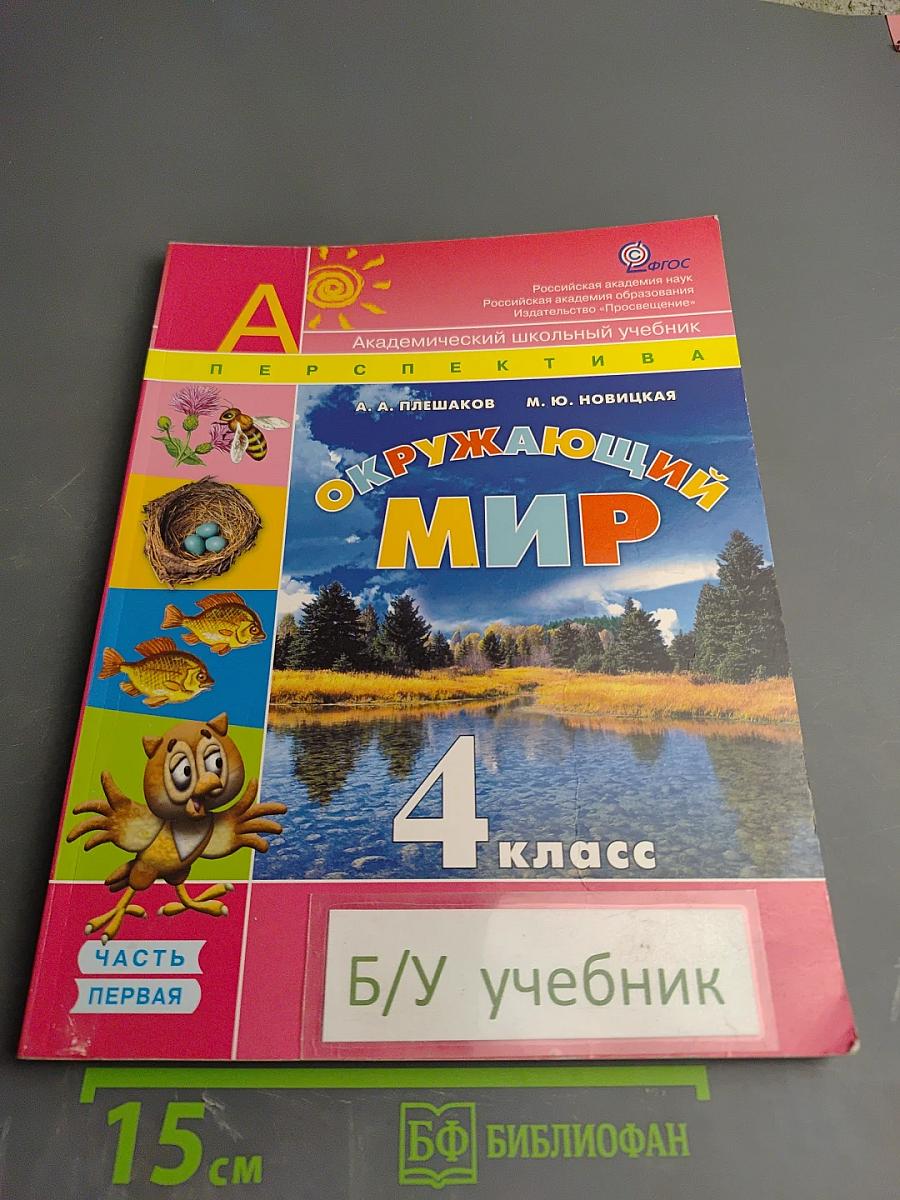 ФГОС
Российская академия наук
Российская академия образования
Издательство «Просвещение»
А
Академический школьный учебник
ПЕРСПЕКТИВА
А. А. ПЛЕШАКОВ М. Ю. НОВИЦКАЯ
ОКРУЖАЮЩИЙ
МИР
4 класс
ЧАСТЬ
ПЕРВАЯ
Б/У учебник
15 см
БФ БИБЛИОФАН